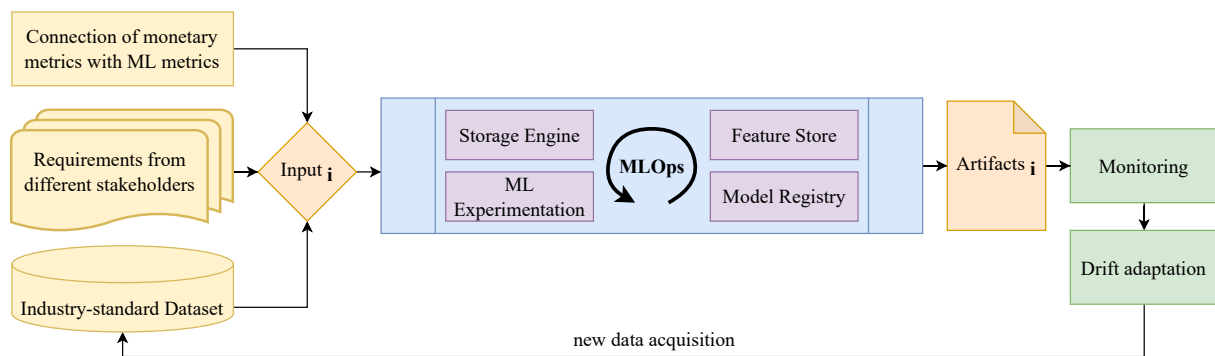 Connection of monetary
metrics with ML metrics
Requirements from
different stakeholders
Industry-standard Dataset
Input i
Storage Engine
ML
Experimentation
MLOps
Feature Store
Model Registry
Artifacts i
Monitoring
Drift adaptation
new data acquisition